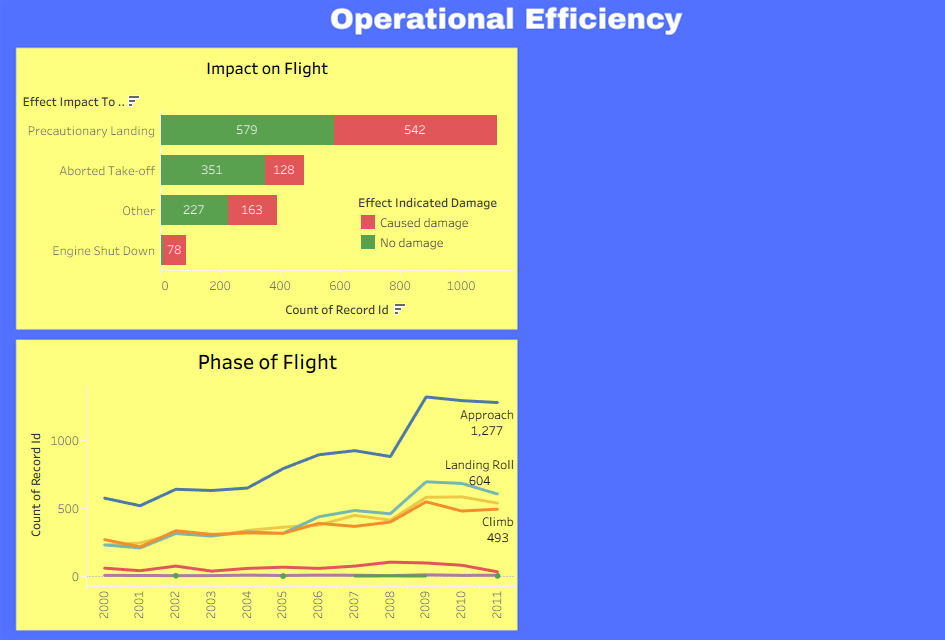 Operational Efficiency
Impact on Flight
Effect Impact To ..
Precautionary Landing 579 542
Aborted Take-off 351 128
Other 227 163
Engine Shut Down 78
Effect Indicated Damage
Caused damage
No damage
0 200 400 600 800 1000
Count of Record Id
Phase of Flight
Count of Record Id
1000
500
0
Approach
1,277
Landing Roll
604
Climb
493
2000 2001 2002 2003 2004 2005 2006 2007 2008 2009 2010 2011